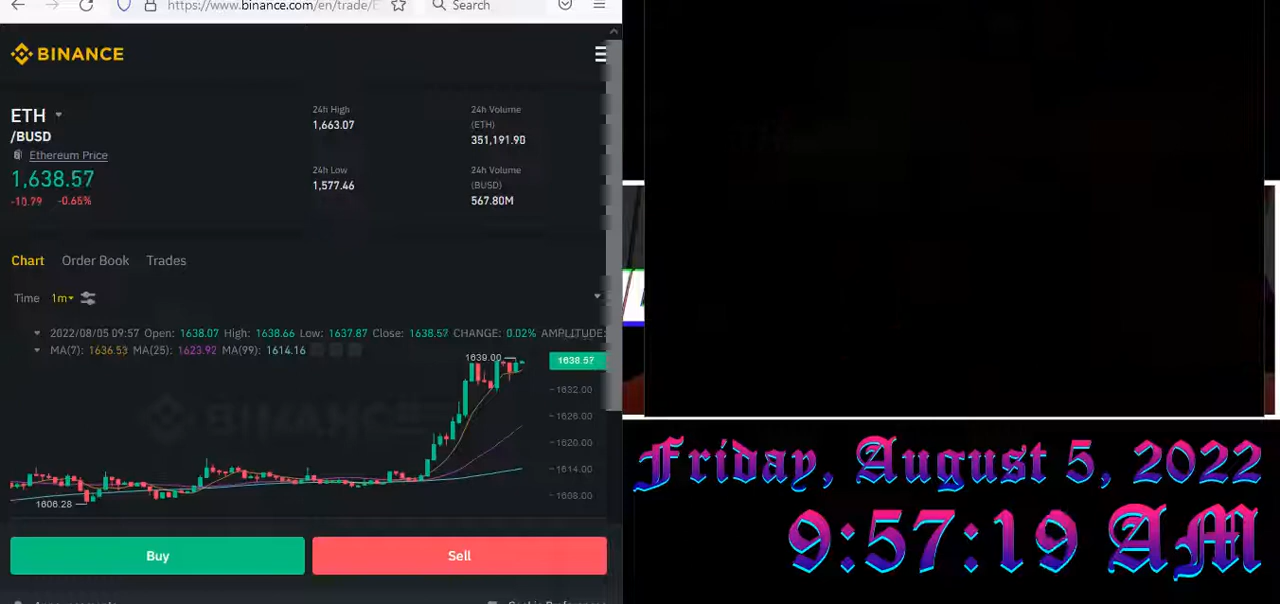 https://www.binance.com/en/trade/E
Search
BINANCE
ETH
/BUSD
Ethereum Price
1,638.57
-10.79 -0.65%
24h High
1,663.07
24h Low
1,577.46
24h Volume
(ETH)
351,191.90
24h Volume
(BUSD)
567.80M
Chart Order Book Trades
Time 1m
2022/08/05 09:57 Open: 1638.07 High: 1638.66 Low: 1637.87 Close: 1638.57 CHANGE: 0.02% AMPLITUDE:
MA(7): 1636.53 MA(25): 1623.92 MA(99): 1614.16
1639.00
1638.57
1632.00
1626.00
1620.00
1614.00
1608.00
1606.28
BINANCE
Buy
Sell
Friday, August 5, 2022
9:57:19 AM